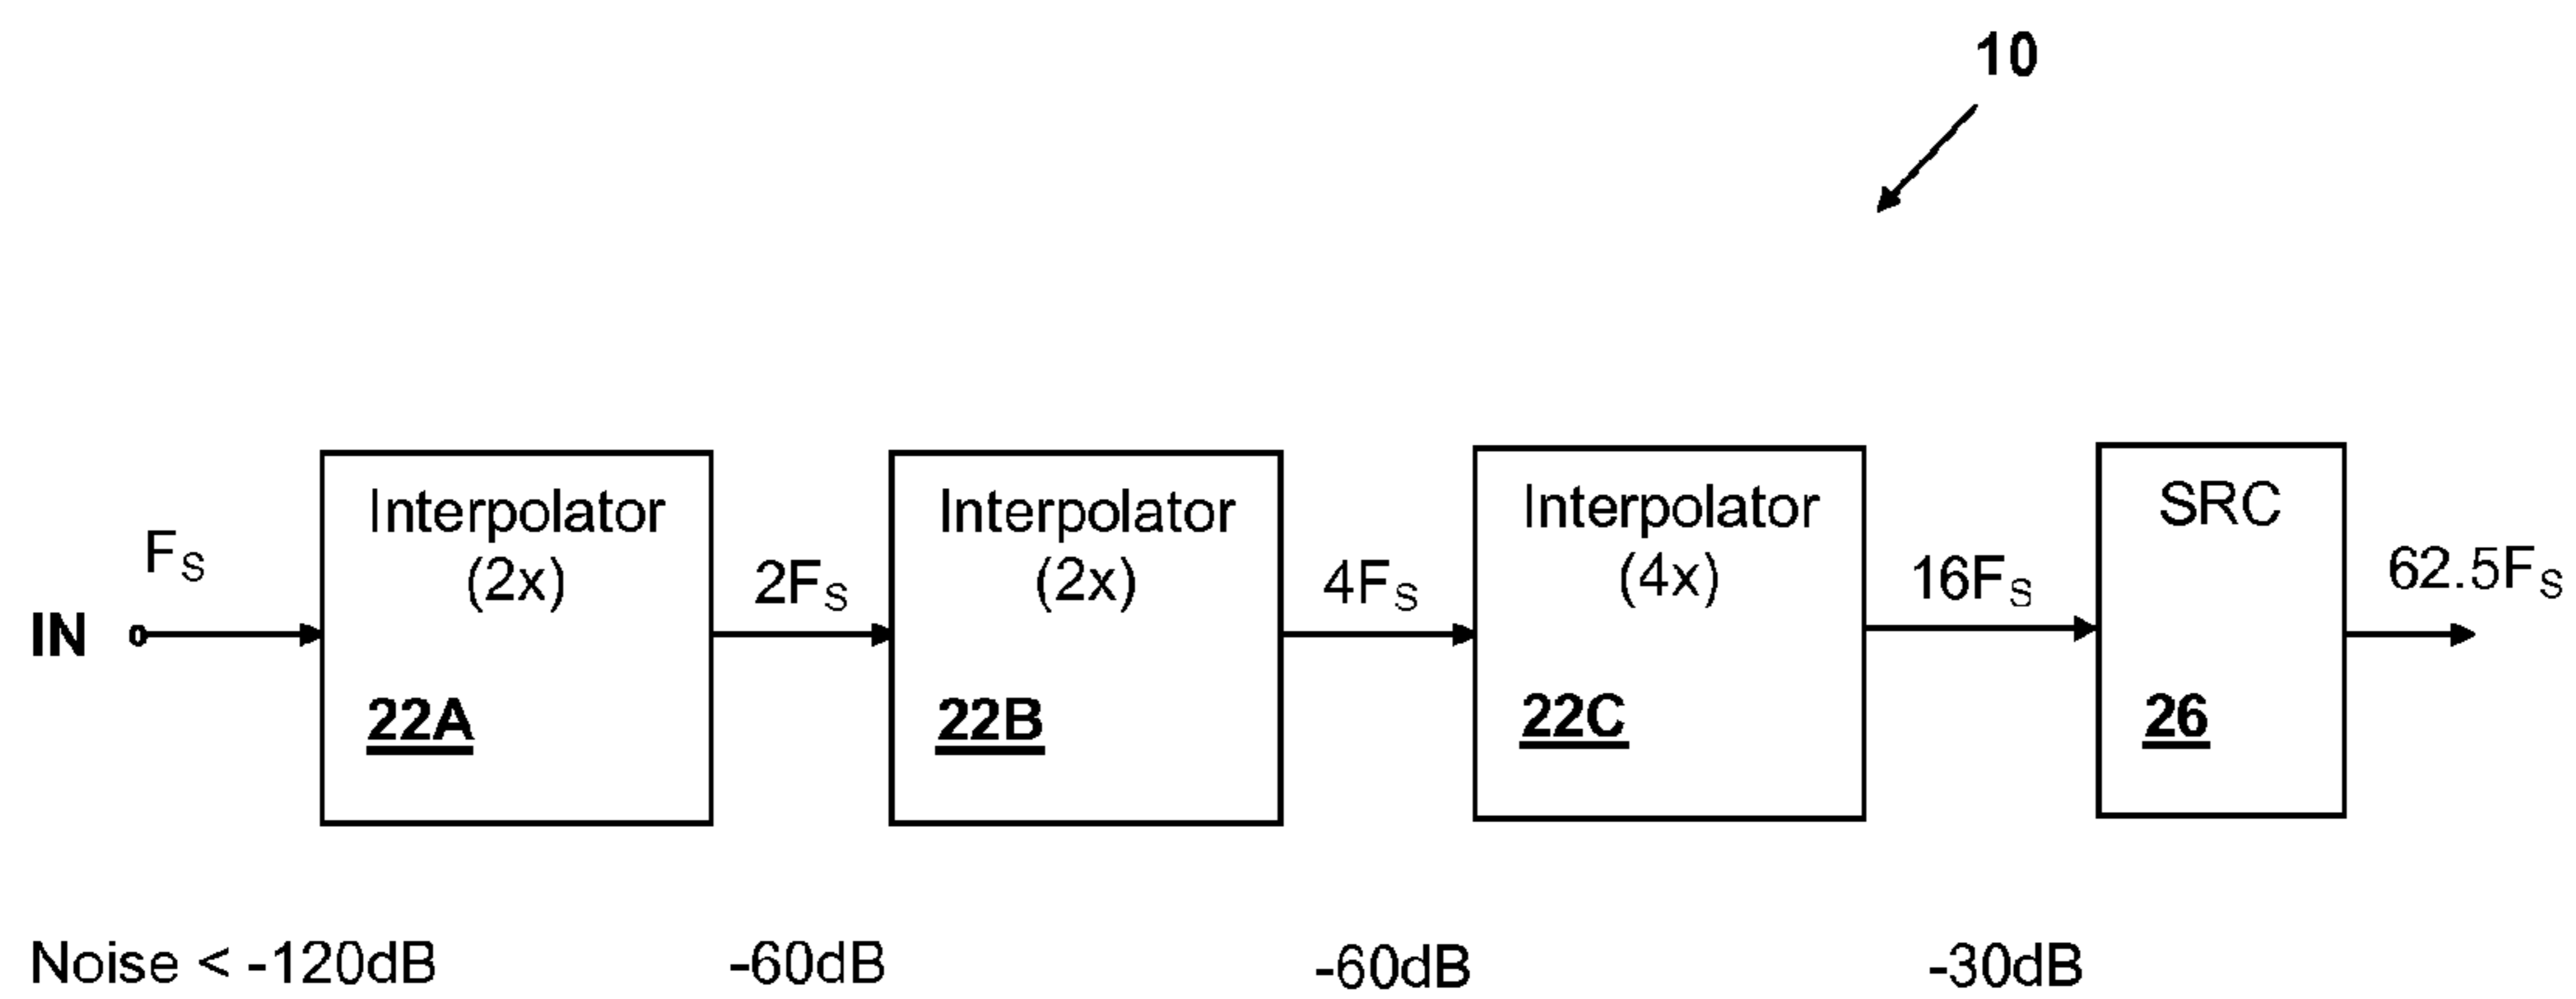 10
Interpolator
(2x)
22A
Interpolator
(2x)
22B
Interpolator
(4x)
22C
SRC
26
IN
FS
2FS
4FS
16FS
62.5FS
Noise < -120dB
-60dB
-60dB
-30dB